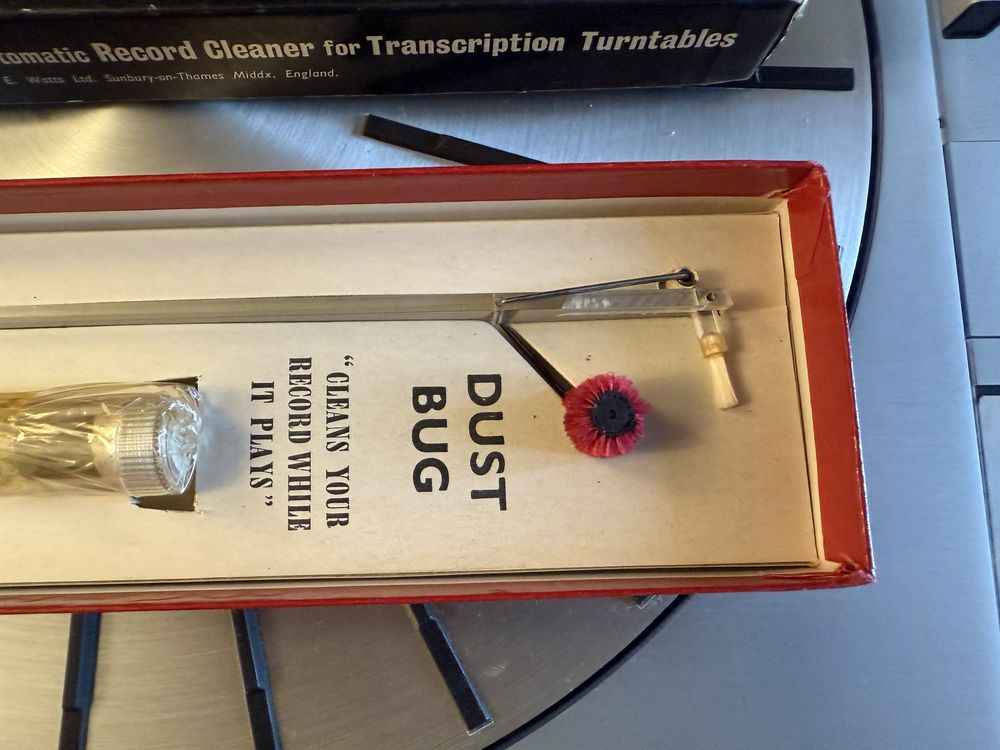 tomatic Record Cleaner for Transcription Turntables
E. Watts Ltd. Sunbury-on-Thames Middx. England.
DUST
BUG
“CLEANS YOUR
RECORD WHILE
IT PLAYS”